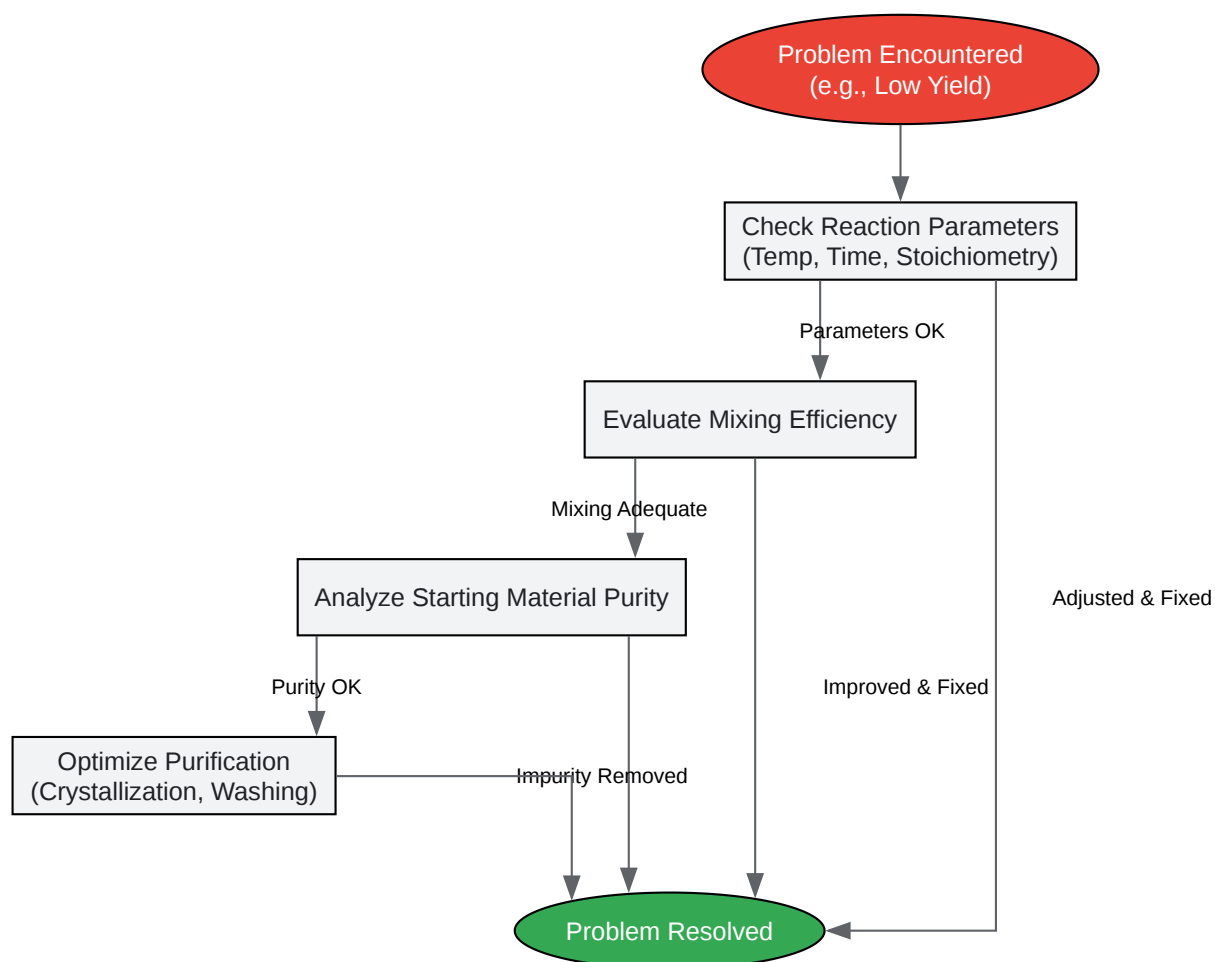 Problem Encountered
(e.g., Low Yield)
Check Reaction Parameters
(Temp, Time, Stoichiometry)
Parameters OK
Evaluate Mixing Efficiency
Mixing Adequate
Analyze Starting Material Purity
Adjusted & Fixed
Purity OK
Improved & Fixed
Optimize Purification
(Crystallization, Washing)
Impurity Removed
Problem Resolved